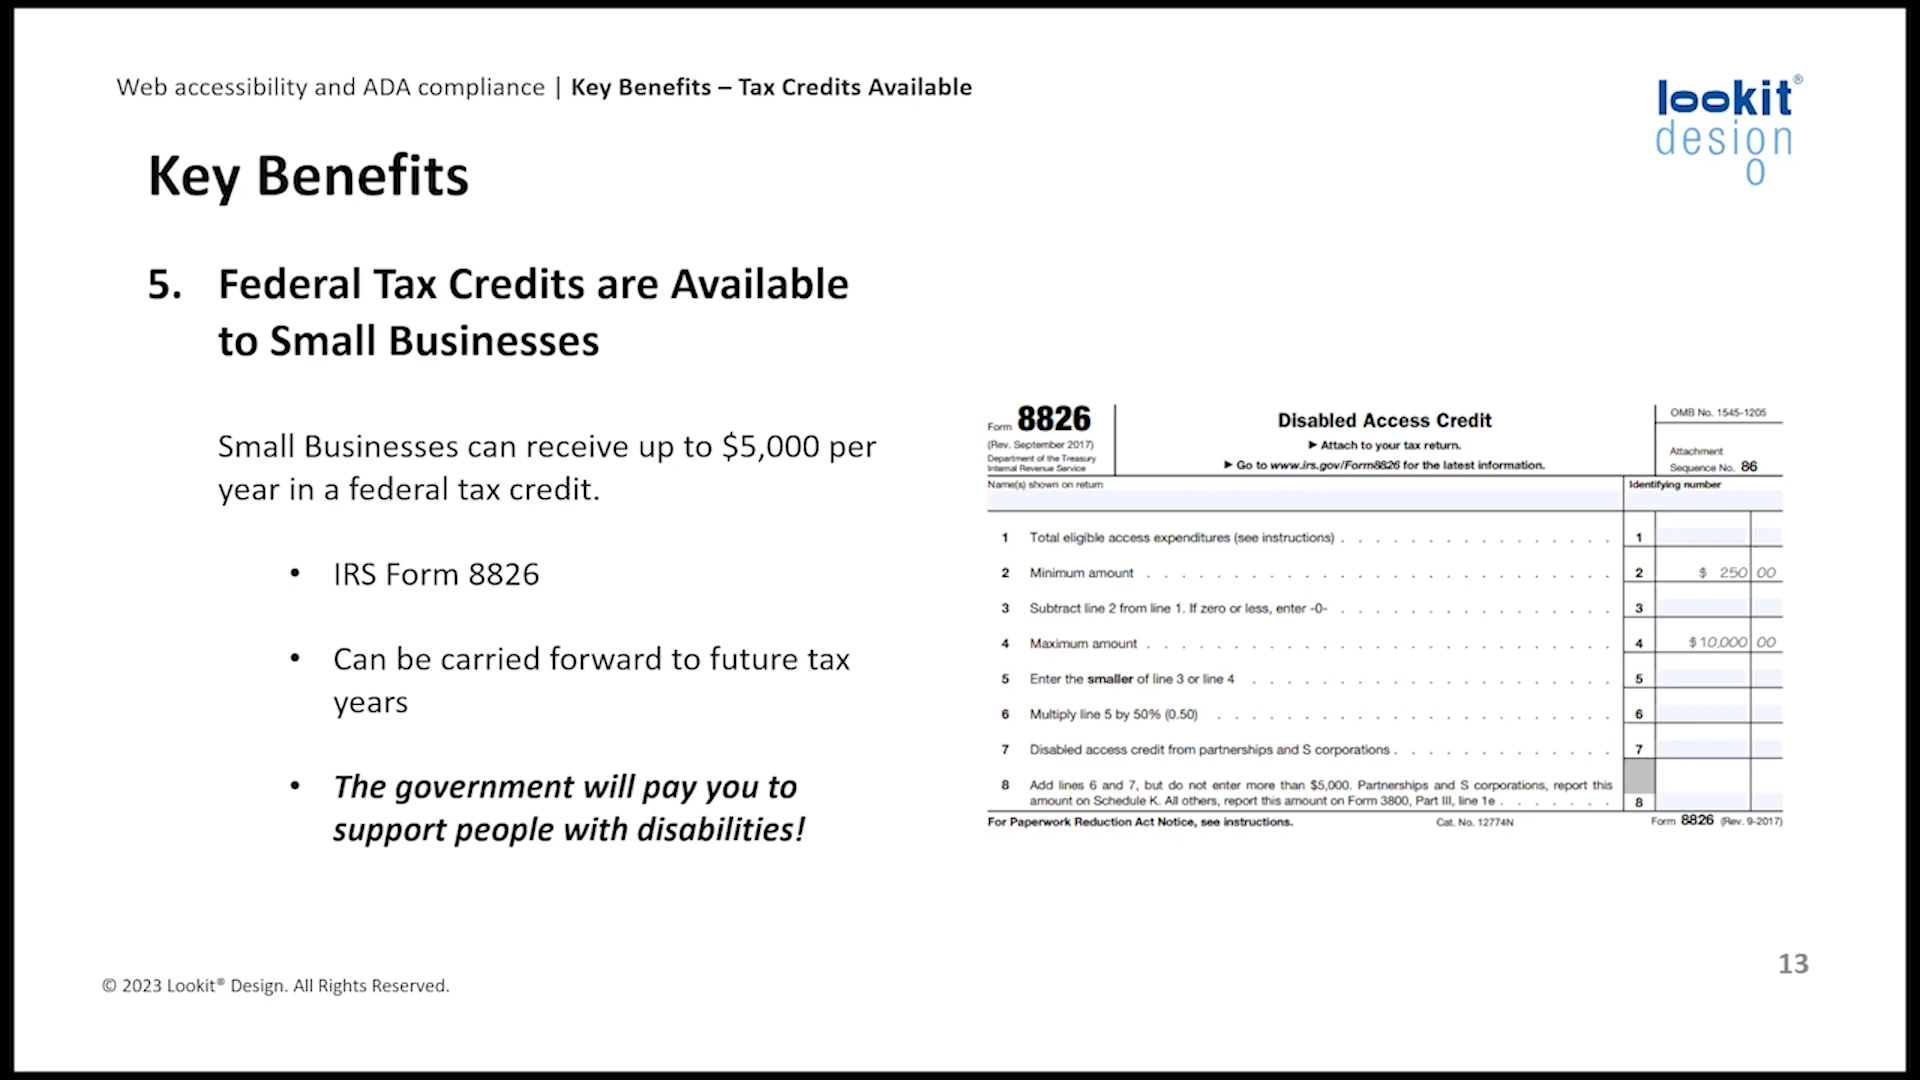 Web accessibility and ADA compliance | Key Benefits – Tax Credits Available
lookit®
design
Key Benefits
5. Federal Tax Credits are Available
to Small Businesses
Small Businesses can receive up to $5,000 per
year in a federal tax credit.
• IRS Form 8826
• Can be carried forward to future tax
years
• The government will pay you to
support people with disabilities!
Form 8826
(Rev. September 2017)
Department of the Treasury
Internal Revenue Service
Disabled Access Credit
▶ Attach to your tax return.
▶ Go to www.irs.gov/Form8826 for the latest information.
OMB No. 1545-1205
Attachment
Sequence No. 86
Name(s) shown on return
Identifying number
1 Total eligible access expenditures (see instructions) . . . . . . . . . . . . . . . . 1
2 Minimum amount . . . . . . . . . . . . . . . . . . . . . . 2 $ 250 00
3 Subtract line 2 from line 1. If zero or less, enter -0- . . . . . . . . . . . . . . . . 3
4 Maximum amount . . . . . . . . . . . . . . . . . . . . . . 4 $10,000 00
5 Enter the smaller of line 3 or line 4 . . . . . . . . . . . . . . . . . . 5
6 Multiply line 5 by 50% (0.50) . . . . . . . . . . . . . . . . . . . 6
7 Disabled access credit from partnerships and S corporations . . . . . . . . . . . . . 7
8 Add lines 6 and 7, but do not enter more than $5,000. Partnerships and S corporations, report this
amount on Schedule K. All others, report this amount on Form 3800, Part III, line 1e . . . . . . . 8
For Paperwork Reduction Act Notice, see instructions. Cat. No. 12774N Form 8826 (Rev. 9-2017)
13
© 2023 Lookit® Design. All Rights Reserved.